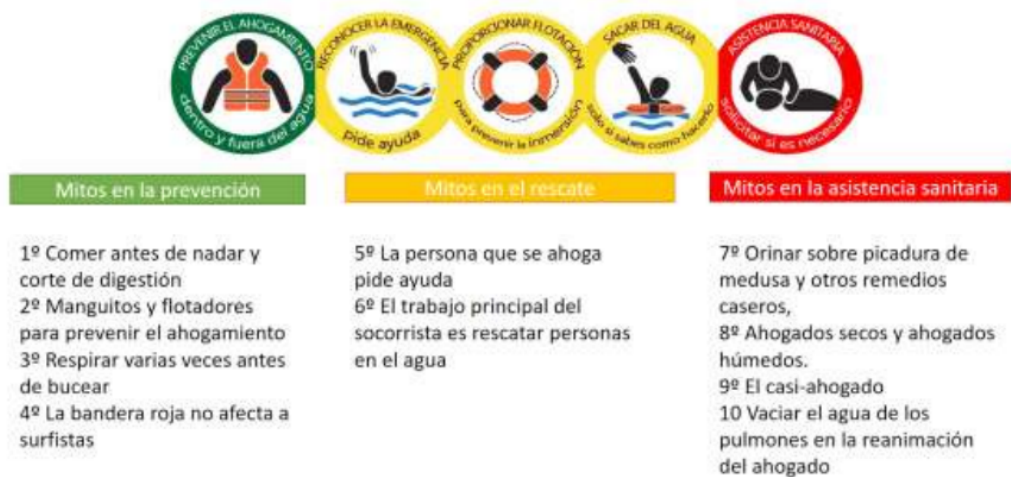 PREVENIR EL AHOGAMIENTO
dentro y fuera del agua
RECONOCER LA EMERGENCIA
pide ayuda
PROPORCIONAR FLOTACIÓN
para prevenir la inmersión
SACAR DEL AGUA
solo si sabes como hacerlo
ASISTENCIA SANITARIA
solicitar si es necesario
Mitos en la prevención
1º Comer antes de nadar y
corte de digestión
2º Manguitos y flotadores
para prevenir el ahogamiento
3º Respirar varias veces antes
de bucear
4º La bandera roja no afecta a
surfistas
Mitos en el rescate
5º La persona que se ahoga
pide ayuda
6º El trabajo principal del
socorrista es rescatar personas
en el agua
Mitos en la asistencia sanitaria
7º Orinar sobre picadura de
medusa y otros remedios
caseros,
8º Ahogados secos y ahogados
húmedos.
9º El casi-ahogado
10 Vaciar el agua de los
pulmones en la reanimación
del ahogado